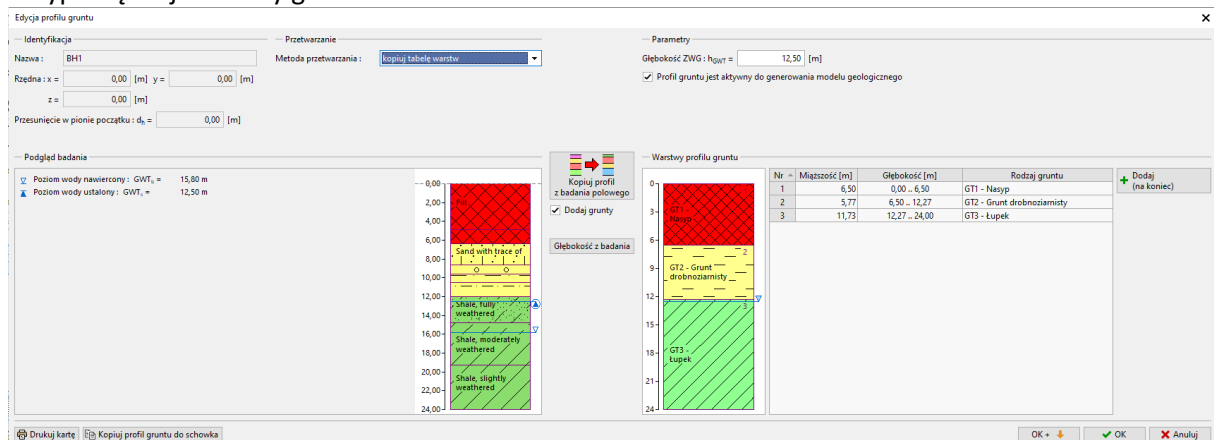 Edycja profilu gruntu
Identyfikacja
Nazwa : BH1
Rzędna : x = 0,00 [m] y = 0,00 [m]
z = 0,00 [m]
Przesunięcie w pionie początku : dₕ = 0,00 [m]
Przetwarzanie
Metoda przetwarzania : kopiuj tabelę warstw
Parametry
Głębokość ZWG : hGWT = 12,50 [m]
Profil gruntu jest aktywny do generowania modelu geologicznego
Podgląd badania
Poziom wody nawiercony : GWTₙ = 15,80 m
Poziom wody ustalony : GWTₛ = 12,50 m
0,00
2,00
4,00
6,00
8,00
10,00
12,00
14,00
16,00
18,00
20,00
22,00
24,00
Fill
Sand with trace of
Shale, fully
weathered
Shale, moderately
weathered
Shale, slightly
weathered
Kopiuj profil
z badania polowego
Dodaj grunty
Głębokość z badania
Warstwy profilu gruntu
0
3
6
9
12
15
18
21
24
GT1 -
Nasyp
2
GT2 - Grunt
drobnoziarnisty
3
GT3 -
Łupek
Nr Miąższość [m] Głębokość [m] Rodzaj gruntu
1 6,50 0,00 .. 6,50 GT1 - Nasyp
2 5,77 6,50 .. 12,27 GT2 - Grunt drobnoziarnisty
3 11,73 12,27 .. 24,00 GT3 - Łupek
Dodaj
(na koniec)
Drukuj kartę Kopiuj profil gruntu do schowka OK + OK Anuluj